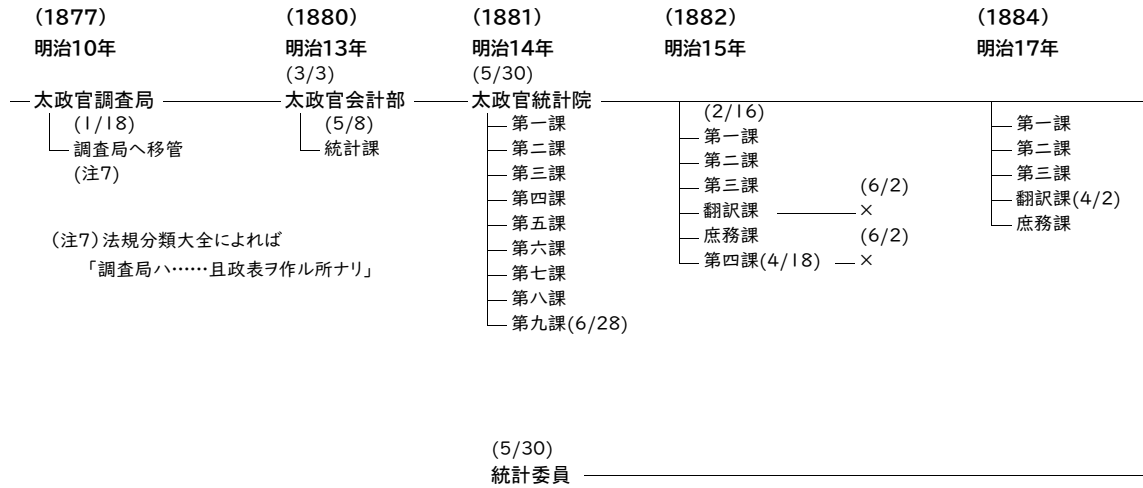 (1877)
明治10年
太政官調査局
(1/18)
調査局へ移管
(注7)
(注7)法規分類大全によれば
「調査局ハ……且政表ヲ作ル所ナリ」
(1880)
明治13年
(3/3)
太政官会計部
(5/8)
統計課
(1881)
明治14年
(5/30)
太政官統計院
第一課
第二課
第三課
第四課
第五課
第六課
第七課
第八課
第九課(6/28)
(1882)
明治15年
(2/16)
第一課
第二課
第三課
(6/2)
翻訳課 ×
庶務課
(6/2)
第四課(4/18) ×
(1884)
明治17年
第一課
第二課
第三課
翻訳課(4/2)
庶務課
(5/30)
統計委員